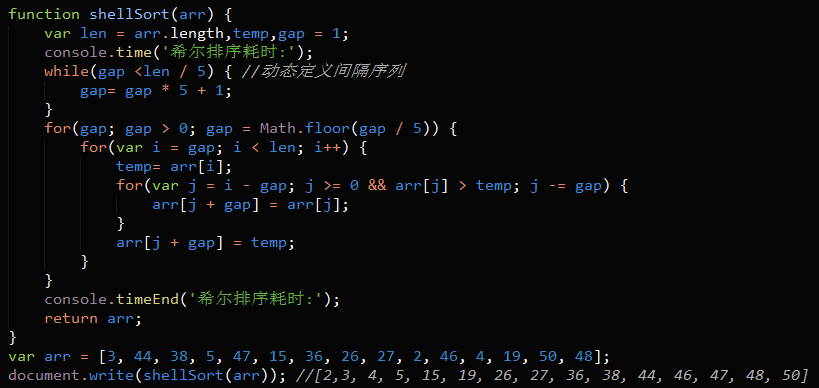 function shellSort(arr) {
    var len = arr.length,temp,gap = 1;
    console.time('希尔排序耗时:');
    while(gap <len / 5) { //动态定义间隔序列
        gap= gap * 5 + 1;
    }
    for(gap; gap > 0; gap = Math.floor(gap / 5)) {
        for(var i = gap; i < len; i++) {
            temp= arr[i];
            for(var j = i - gap; j >= 0 && arr[j] > temp; j -= gap) {
                arr[j + gap] = arr[j];
            }
            arr[j + gap] = temp;
        }
    }
    console.timeEnd('希尔排序耗时:');
    return arr;
}
var arr = [3, 44, 38, 5, 47, 15, 36, 26, 27, 2, 46, 4, 19, 50, 48];
document.write(shellSort(arr)); //[2,3, 4, 5, 15, 19, 26, 27, 36, 38, 44, 46, 47, 48, 50]